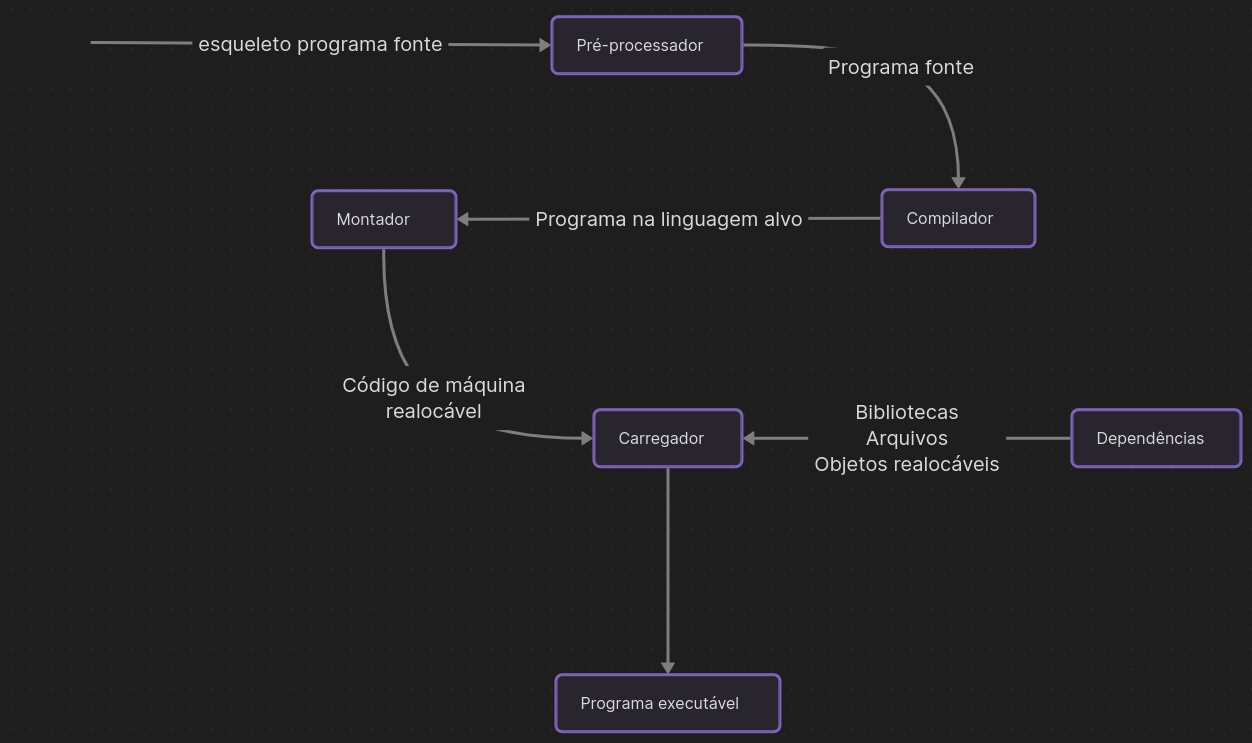 esqueleto programa fonte
Pré-processador
Programa fonte
Compilador
Programa na linguagem alvo
Montador
Código de máquina
realocável
Carregador
Bibliotecas
Arquivos
Objetos realocáveis
Dependências
Programa executável